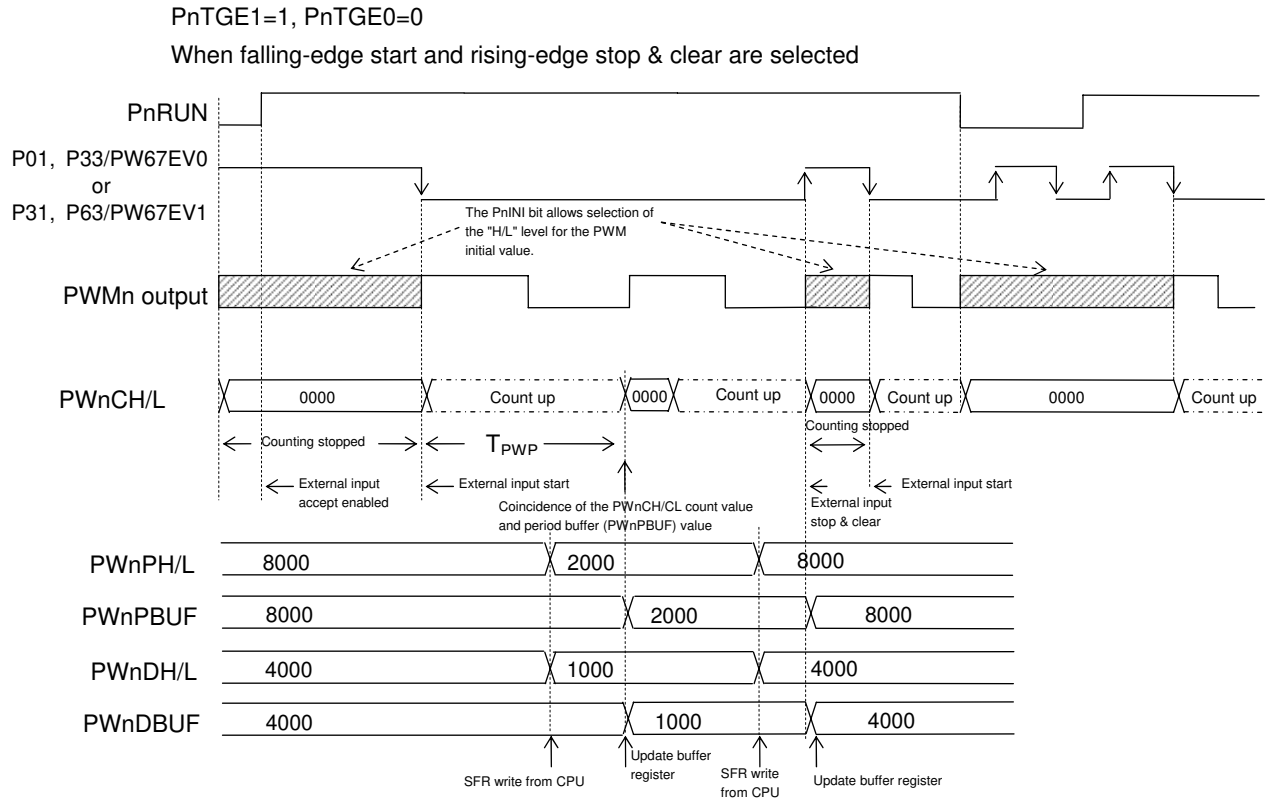 PnTGE1=1, PnTGE0=0
When falling-edge start and rising-edge stop & clear are selected
PnRUN
P01, P33/PW67EV0
or
P31, P63/PW67EV1
The PnINI bit allows selection of
the "H/L" level for the PWM
initial value.
PWMn output
PWnCH/L
0000
Count up
0000
Count up
0000
Count up
0000
Count up
Counting stopped
TPWP
Counting stopped
External input
accept enabled
External input start
External input
stop & clear
External input start
Coincidence of the PWnCH/CL count value
and period buffer (PWnPBUF) value
PWnPH/L
8000
2000
8000
PWnPBUF
8000
2000
8000
PWnDH/L
4000
1000
4000
PWnDBUF
4000
1000
4000
SFR write from CPU
Update buffer
register
SFR write
from CPU
Update buffer register